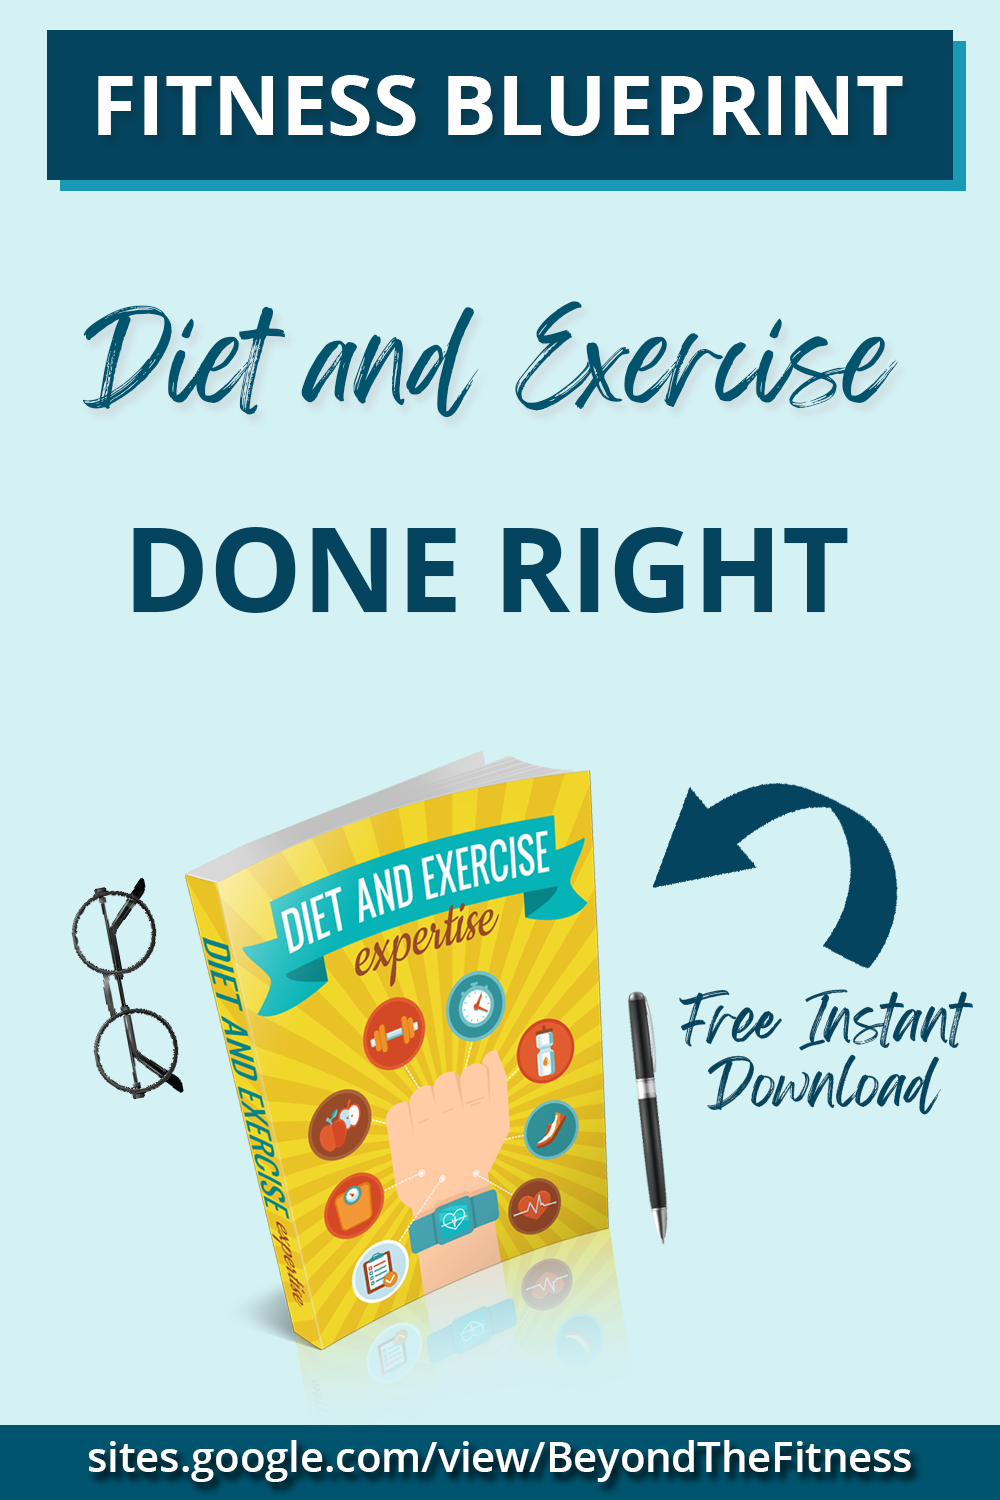 FITNESS BLUEPRINT
Diet and Exercise
DONE RIGHT
DIET AND EXERCISE
expertise
DIET AND EXERCISE expertise
Free Instant
Download
sites.google.com/view/BeyondTheFitness